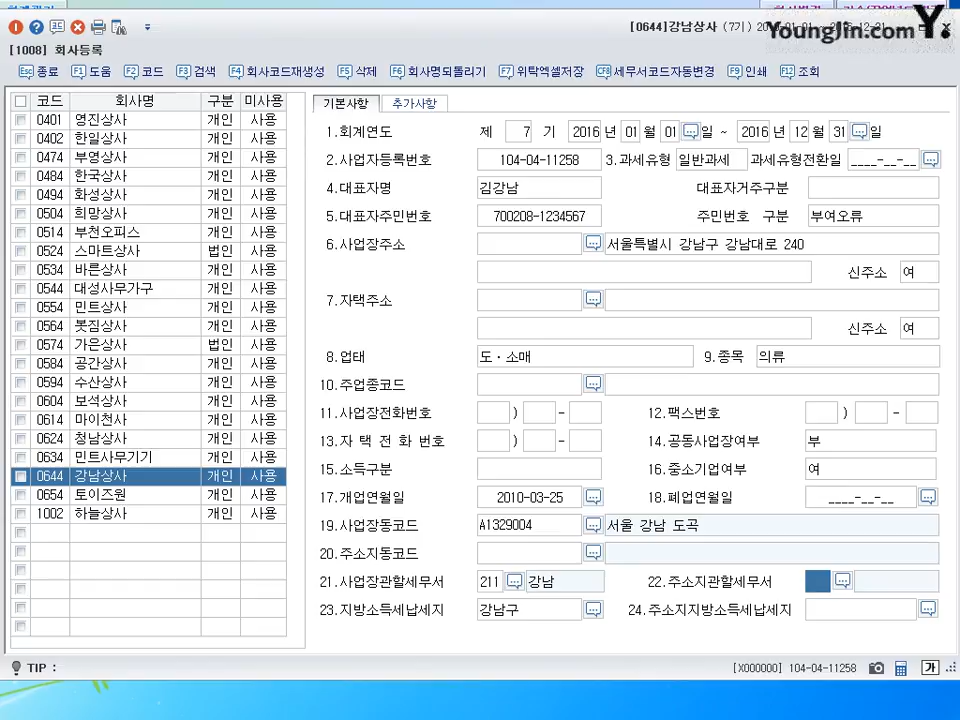 [0644]강남상사 (7기)
YoungJin.com Y.
[1008] 회사등록
Esc 종료 F1 도움 F2 코드 F3 검색 F4 회사코드재생성 F5 삭제 F6 회사명되돌리기 F7 위탁엑셀저장 CF8 세무서코드자동변경 F9 인쇄 F12 조회
코드 회사명 구분 미사용
0401 영진상사 개인 사용
0402 한일상사 개인 사용
0474 부영상사 개인 사용
0484 한국상사 개인 사용
0494 화성상사 개인 사용
0504 희망상사 개인 사용
0514 부천오피스 개인 사용
0524 스마트상사 법인 사용
0534 바른상사 개인 사용
0544 대성사무가구 개인 사용
0554 민트상사 개인 사용
0564 봇짐상사 개인 사용
0574 가은상사 법인 사용
0584 공간상사 개인 사용
0594 수산상사 개인 사용
0604 보석상사 개인 사용
0614 마이천사 개인 사용
0624 청남상사 개인 사용
0634 민트사무기기 개인 사용
0644 강남상사 개인 사용
0654 토이즈원 개인 사용
1002 하늘상사 개인 사용
기본사항 추가사항
1.회계연도 제 7 기 2016 년 01 월 01 일 ~ 2016 년 12 월 31 일
2.사업자등록번호 104-04-11258 3.과세유형 일반과세 과세유형전환일 ____-__-__
4.대표자명 김강남 대표자거주구분
5.대표자주민번호 700208-1234567 주민번호 구분 부여오류
6.사업장주소 서울특별시 강남구 강남대로 240
신주소 여
7.자택주소
신주소 여
8.업태 도·소매 9.종목 의류
10.주업종코드
11.사업장전화번호 ) - 12.팩스번호 ) -
13.자 택 전 화 번호 ) - 14.공동사업장여부 부
15.소득구분 16.중소기업여부 여
17.개업연월일 2010-03-25 18.폐업연월일 ____-__-__
19.사업장동코드 A1329004 서울 강남 도곡
20.주소지동코드
21.사업장관할세무서 211 강남 22.주소지관할세무서
23.지방소득세납세지 강남구 24.주소지지방소득세납세지
TIP :
[X000000] 104-04-11258 가